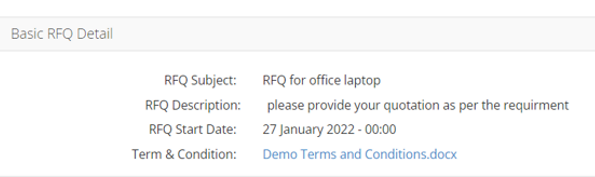 Basic RFQ Detail
RFQ Subject: RFQ for office laptop
RFQ Description: please provide your quotation as per the requirment
RFQ Start Date: 27 January 2022 - 00:00
Term & Condition: Demo Terms and Conditions.docx